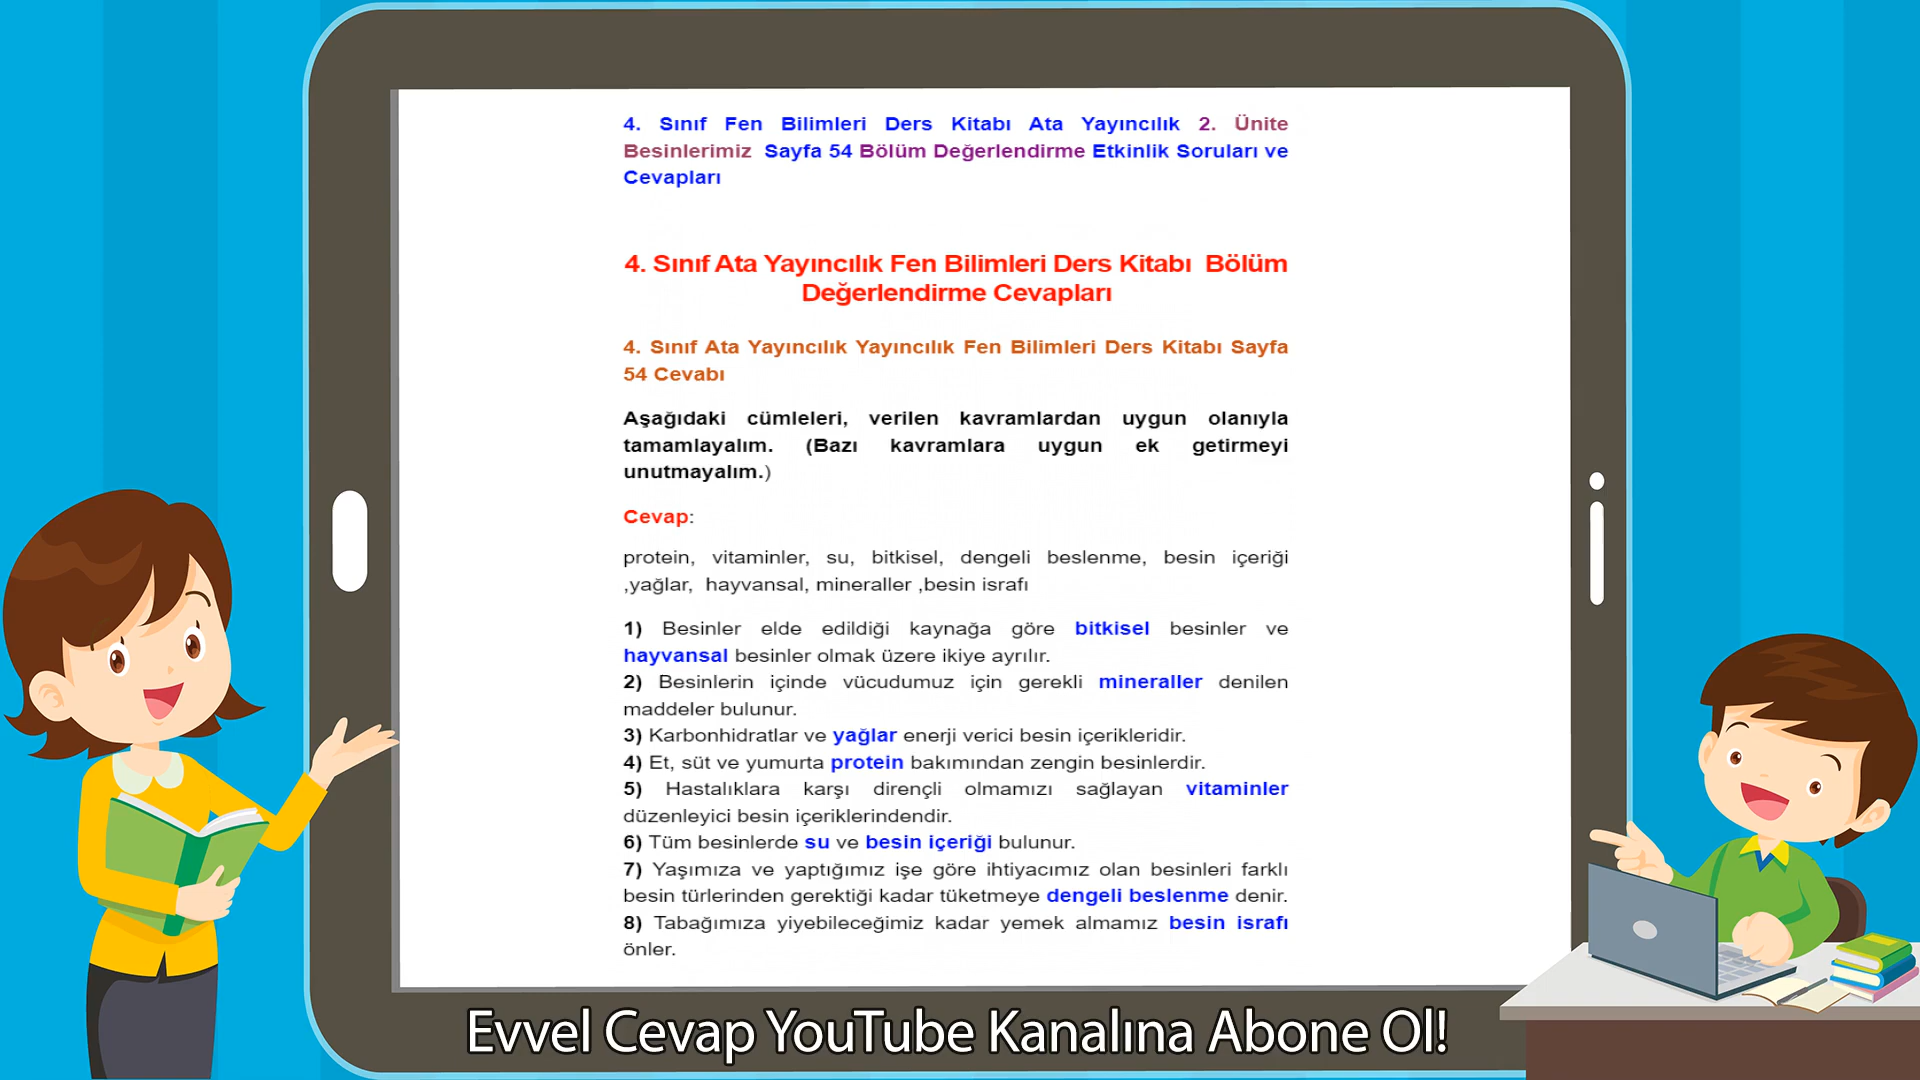 4. Sınıf Fen Bilimleri Ders Kitabı Ata Yayıncılık 2. Ünite
Besinlerimiz Sayfa 54 Bölüm Değerlendirme Etkinlik Soruları ve
Cevapları
4. Sınıf Ata Yayıncılık Fen Bilimleri Ders Kitabı Bölüm
Değerlendirme Cevapları
4. Sınıf Ata Yayıncılık Yayıncılık Fen Bilimleri Ders Kitabı Sayfa
54 Cevabı
Aşağıdaki cümleleri, verilen kavramlardan uygun olanıyla
tamamlayalım. (Bazı kavramlara uygun ek getirmeyi
unutmayalım.)
Cevap:
protein, vitaminler, su, bitkisel, dengeli beslenme, besin içeriği
,yağlar, hayvansal, mineraller ,besin israfı
1) Besinler elde edildiği kaynağa göre bitkisel besinler ve
hayvansal besinler olmak üzere ikiye ayrılır.
2) Besinlerin içinde vücudumuz için gerekli mineraller denilen
maddeler bulunur.
3) Karbonhidratlar ve yağlar enerji verici besin içerikleridir.
4) Et, süt ve yumurta protein bakımından zengin besinlerdir.
5) Hastalıklara karşı dirençli olmamızı sağlayan vitaminler
düzenleyici besin içeriklerindendir.
6) Tüm besinlerde su ve besin içeriği bulunur.
7) Yaşımıza ve yaptığımız işe göre ihtiyacımız olan besinleri farklı
besin türlerinden gerektiği kadar tüketmeye dengeli beslenme denir.
8) Tabağımıza yiyebileceğimiz kadar yemek almamız besin israfı
önler.
Evvel Cevap YouTube Kanalına Abone Ol!